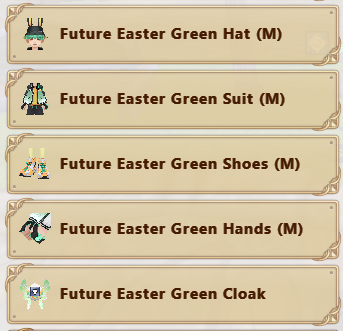 Future Easter Green Hat (M)
Future Easter Green Suit (M)
Future Easter Green Shoes (M)
Future Easter Green Hands (M)
Future Easter Green Cloak